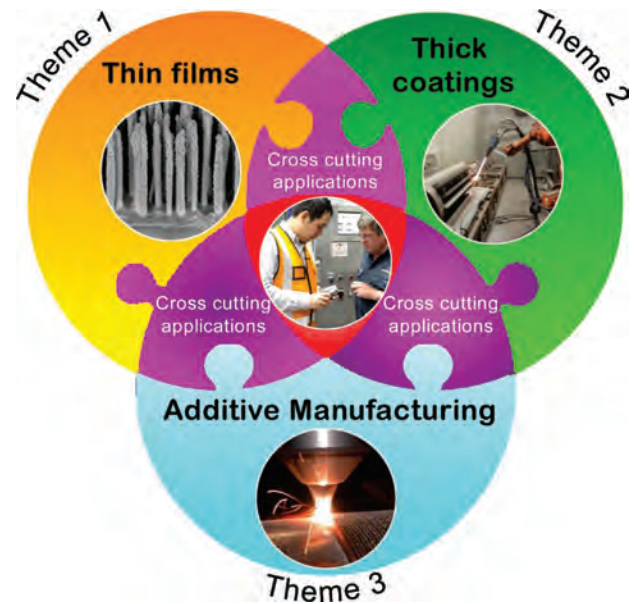 Theme 1
Thin films
Thick
coatings
Theme 2
Cross cutting
applications
Cross cutting
applications
Cross cutting
applications
Additive Manufacturing
Theme 3